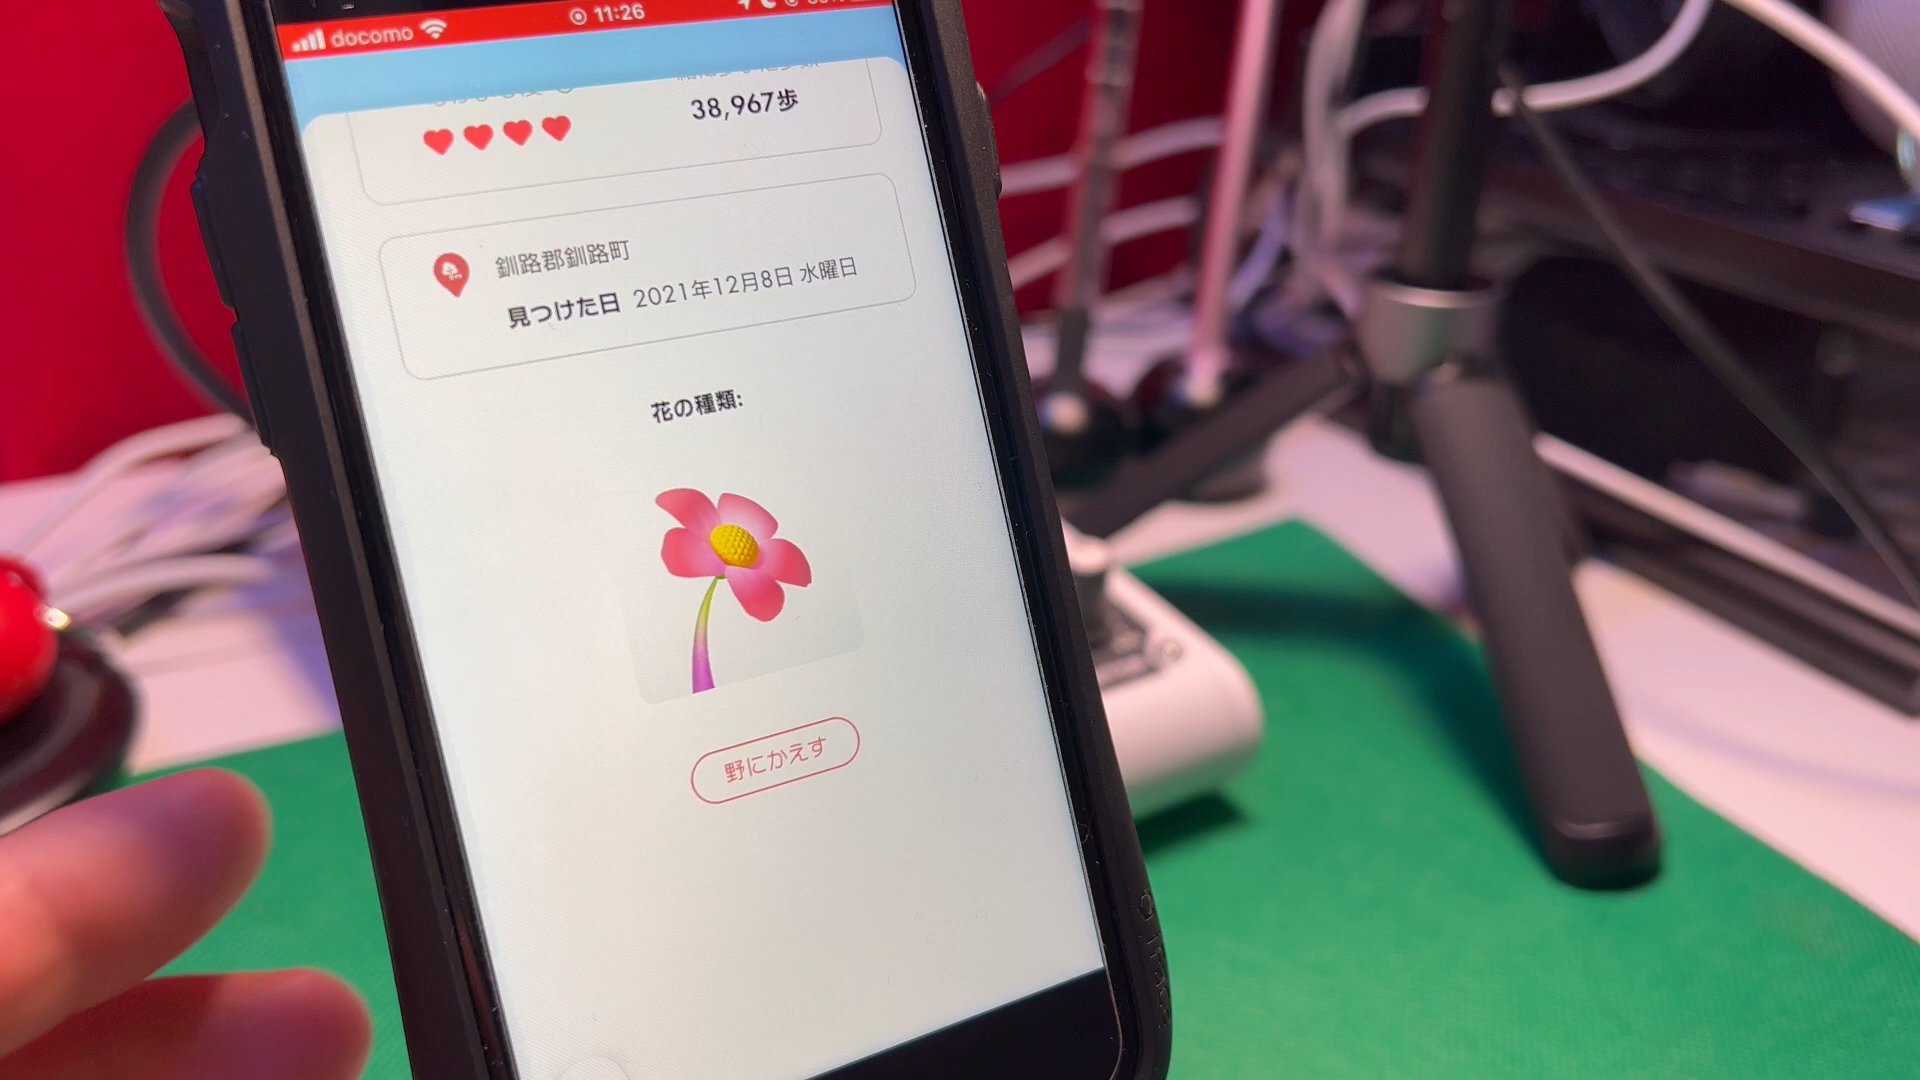 docomo 11:26
38,967歩
釧路郡釧路町
見つけた日 2021年12月8日 水曜日
花の種類:
野にかえす